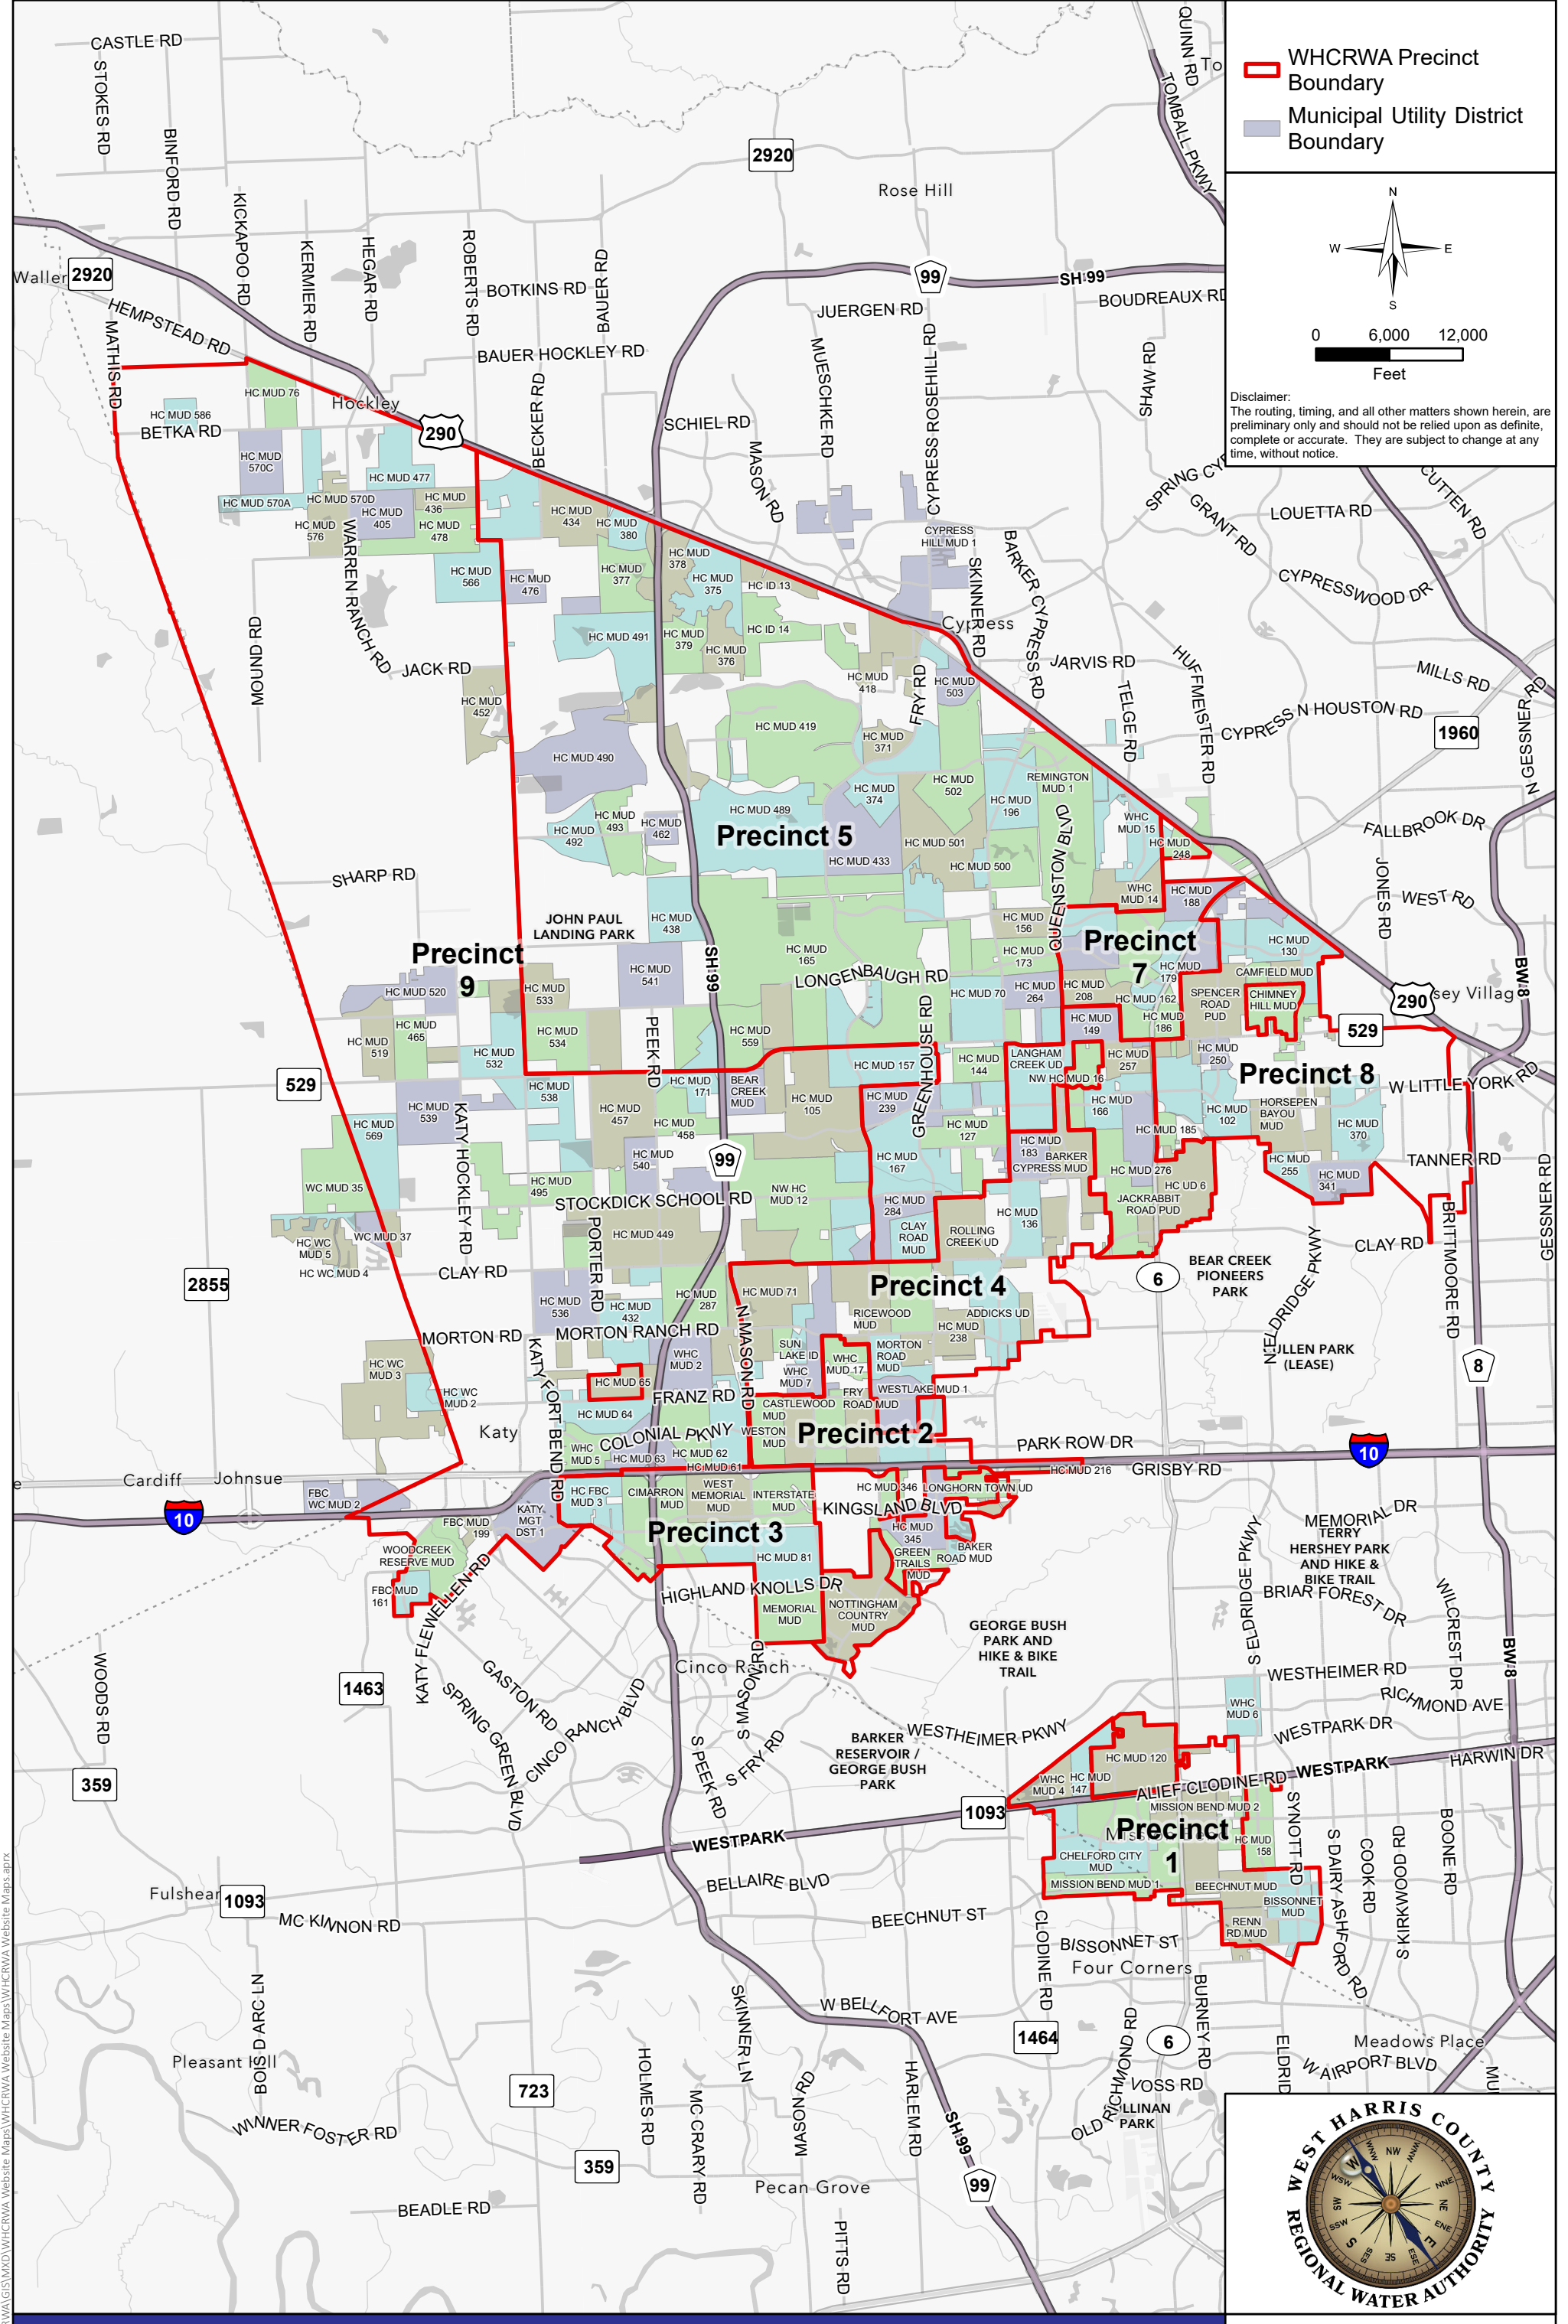 WHCRWA Precinct
Boundary
Municipal Utility District
Boundary
N
W
E
S
0 6,000 12,000
Feet
Disclaimer:
The routing, timing, and all other matters shown herein, are
preliminary only and should not be relied upon as definite,
complete or accurate. They are subject to change at any
time, without notice.
CASTLE RD
STOKES RD
BINFORD RD
KICKAPOO RD
KERMIER RD
HEGAR RD
ROBERTS RD
BOTKINS RD
BAUER RD
BAUER HOCKLEY RD
BECKER RD
2920
Rose Hill
QUINN RD
To
TOMBALL PKWY
Waller
2920
HEMPSTEAD RD
MATHIS RD
99
SH 99
JUERGEN RD
BOUDREAUX RD
MUESCHKE RD
CYPRESS ROSEHILL RD
SHAW RD
SCHIEL RD
MASON RD
HC MUD 76
HC MUD 586
BETKA RD
Hockley
290
HC MUD
570C
HC MUD 477
HC MUD 570A
HC MUD 570D
HC MUD
436
HC MUD
405
HC MUD
576
HC MUD
478
WARREN RANCH RD
HC MUD
434
HC MUD
380
HC MUD
566
HC MUD
476
HC MUD
377
HC MUD
378
HC MUD
375
HC ID 13
HC ID 14
HC MUD 491
HC MUD
379
HC MUD
376
CYPRESS
HILL MUD 1
SKINNER RD
BARKER CYPRESS RD
SPRING CYP
GRANT RD
LOUETTA RD
CUTTEN RD
CYPRESSWOOD DR
Cypress
JARVIS RD
HUFFMEISTER RD
MILLS RD
TELGE RD
CYPRESS N HOUSTON RD
1960
N GESSNER RD
MOUND RD
JACK RD
HC MUD
452
HC MUD
418
FRY RD
HC MUD
503
HC MUD 419
HC MUD
371
HC MUD 490
HC MUD
374
HC MUD
502
REMINGTON
MUD 1
HC MUD
196
HC MUD
493
HC MUD
462
HC MUD
492
HC MUD 489
Precinct 5
HC MUD 433
HC MUD 501
HC MUD 500
QUEENSTON BLVD
WHC
MUD 15
HC MUD
248
FALLBROOK DR
JONES RD
WEST RD
WHC
MUD 14
HC MUD
188
SHARP RD
JOHN PAUL
LANDING PARK
HC MUD
438
HC MUD
156
HC MUD
173
Precinct
7
HC MUD
130
HC MUD
179
CAMFIELD MUD
Precinct
9
HC MUD
541
SH 99
HC MUD
165
LONGENBAUGH RD
HC MUD 70
HC MUD
264
HC MUD
208
HC MUD 162
SPENCER
ROAD
PUD
CHIMNEY
HILL MUD
290
sey Villag
BW 8
HC MUD 520
HC MUD
533
HC MUD
465
HC MUD
519
HC MUD
532
HC MUD
534
PEEK RD
HC MUD
559
GREENHOUSE RD
HC MUD
149
HC MUD
186
529
HC MUD
250
Precinct 8
W LITTLE YORK RD
529
HC MUD
538
HC MUD
171
BEAR
CREEK
MUD
HC MUD 157
HC MUD
144
LANGHAM
CREEK UD
HC MUD
257
NW HC MUD 16
HC MUD
539
KATY HOCKLEY RD
HC MUD
457
HC MUD
458
HC MUD
105
HC MUD
239
HC MUD
127
HC MUD
166
HC MUD 185
HC MUD
102
HORSEPEN
BAYOU
MUD
HC MUD
370
HC MUD
569
WC MUD 35
HC MUD
540
HC MUD
495
99
HC MUD
167
HC MUD
183
BARKER
CYPRESS MUD
HC MUD 276
HC UD 6
HC MUD
255
HC MUD
341
TANNER RD
GESSNER RD
STOCKDICK SCHOOL RD
NW HC
MUD 12
HC MUD
284
JACKRABBIT
ROAD PUD
WC MUD 37
HC WC
MUD 5
HC WC MUD 4
PORTER RD
HC MUD 449
CLAY
ROAD
MUD
ROLLING
CREEK UD
HC MUD
136
BEAR CREEK
PIONEERS
PARK
CLAY RD
BRITTMOORE RD
2855
CLAY RD
HC MUD
536
HC MUD
432
HC MUD
287
HC MUD 71
Precinct 4
RICEWOOD
MUD
ADDICKS UD
HC MUD
238
6
N ELDRIDGE PKWY
ULLEN PARK
(LEASE)
MORTON RD
MORTON RANCH RD
N MASON RD
SUN
LAKE ID
WHC
MUD 17
MORTON
ROAD
MUD
8
HC WC
MUD 3
HC WC
MUD 2
WHC
MUD 2
WHC
MUD 7
HC MUD 65
FRANZ RD
KATY FORT BEND RD
CASTLEWOOD
MUD
FRY
ROAD MUD
WESTLAKE MUD 1
HC MUD 64
Katy
COLONIAL PKWY
WESTON
MUD
Precinct 2
PARK ROW DR
10
WHC
MUD 5
HC MUD 63
HC MUD 62
HC MUD 61
HC MUD 216
GRISBY RD
Cardiff
Johnsue
e
FBC
WC MUD 2
10
HC FBC
MUD 3
CIMARRON
MUD
WEST
MEMORIAL
MUD
INTERSTATE
MUD
HC MUD 346
LONGHORN TOWN UD
KINGSLAND BLVD
MEMORIAL DR
KATY
MGT
DST 1
FBC MUD
199
WOODCREEK
RESERVE MUD
Precinct 3
HC MUD
345
TERRY
HERSHEY PARK
AND HIKE &
BIKE TRAIL
HC MUD 81
GREEN
TRAILS
MUD
BAKER
ROAD MUD
FBC MUD
161
KATY FLEWELLEN RD
HIGHLAND KNOLLS DR
MEMORIAL
MUD
NOTTINGHAM
COUNTRY
MUD
BRIAR FOREST DR
S ELDRIDGE PKWY
WILCREST DR
GEORGE BUSH
PARK AND
HIKE & BIKE
TRAIL
Cinco Ranch
BW 8
WOODS RD
1463
GASTON RD
SPRING GREEN BLVD
CINCO RANCH BLVD
S MASON RD
WESTHEIMER RD
RICHMOND AVE
WHC
MUD 6
WESTPARK DR
S PEEK RD
S FRY RD
BARKER
RESERVOIR /
GEORGE BUSH
PARK
WESTHEIMER PKWY
HC MUD 120
WHC
MUD 4
HC MUD
147
ALIEF CLODINE RD
WESTPARK
HARWIN DR
359
1093
WESTPARK
MISSION BEND MUD 2
Precinct
1
HC MUD
158
SYNOTT RD
S DAIRY ASHFORD RD
COOK RD
S KIRKWOOD RD
BOONE RD
CHELFORD CITY
MUD
MISSION BEND MUD 1
BEECHNUT MUD
BISSONNET
MUD
RENN
RD MUD
Fulshear
1093
BELLAIRE BLVD
MC KINNON RD
BEECHNUT ST
CLODINE RD
BISSONNET ST
Four Corners
BOIS D ARC LN
SKINNER LN
W BELLFORT AVE
BURNEY RD
1464
6
Meadows Place
W AIRPORT BLVD
ELDRID
MU
Pleasant Hill
723
HOLMES RD
MC CRARY RD
MASON RD
HARLEM RD
OLD RICHMOND RD
VOSS RD
LLINAN
PARK
WINNER FOSTER RD
SH 99
359
99
Pecan Grove
BEADLE RD
PITTS RD
WEST HARRIS COUNTY
REGIONAL WATER AUTHORITY
NW
NNW
NNE
NE
ENE
E
ESE
SE
SES
S
SSW
SW
WSW
W
WNW
RWA\GIS\MXD\WHCRWA Website Maps\WHCRWA Website Maps\WHCRWA Website Maps.aprx